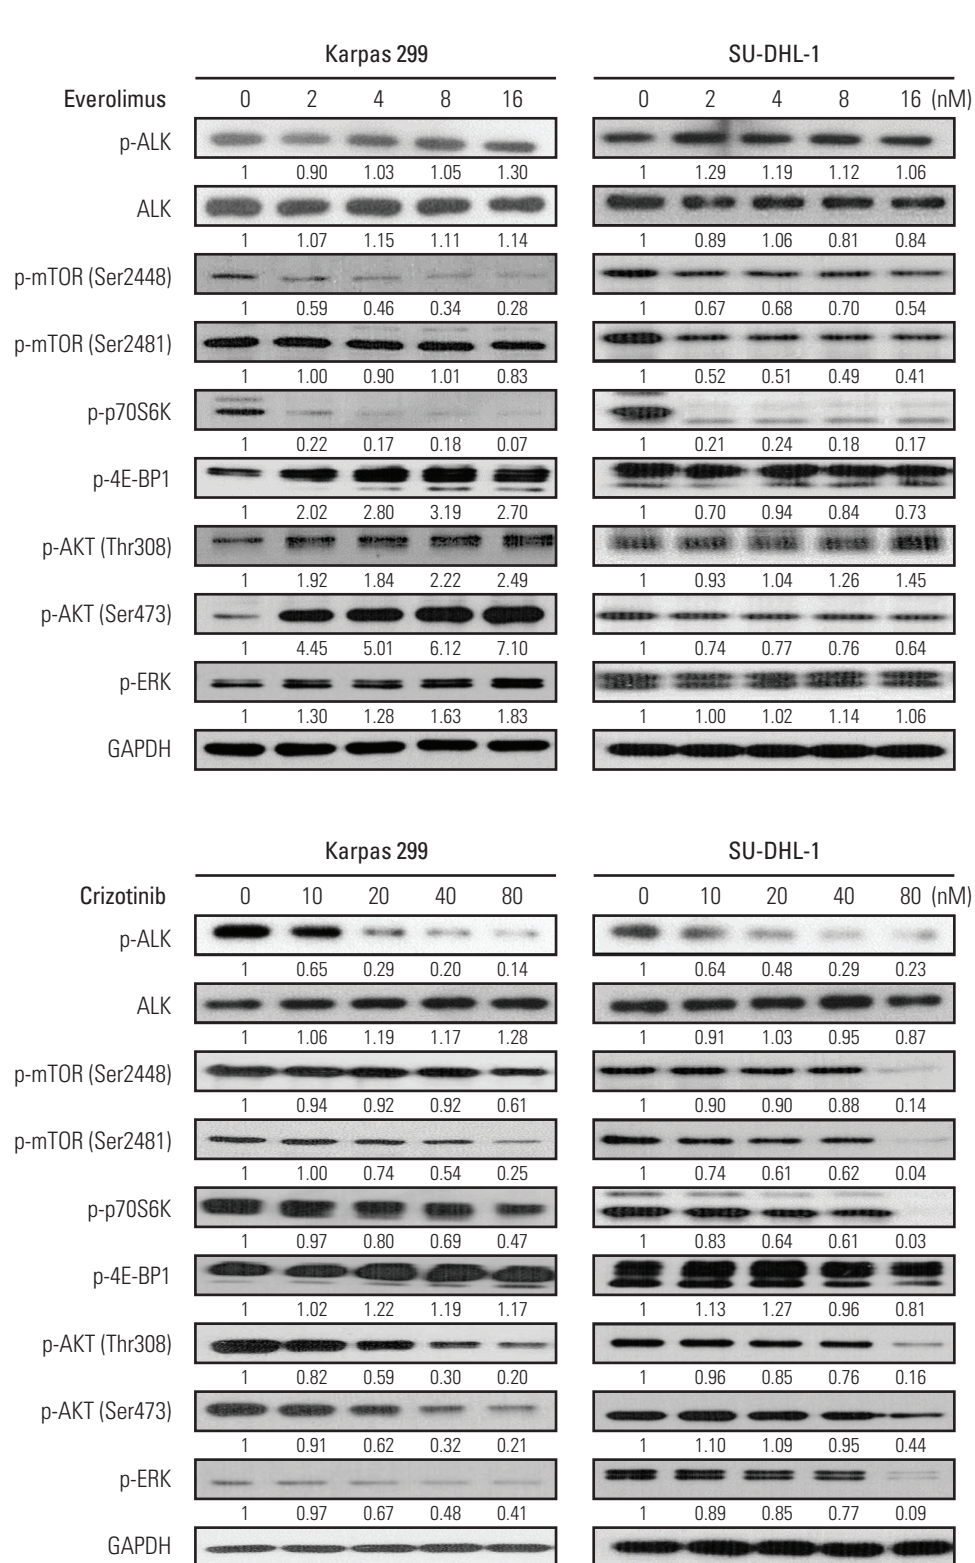 Karpas 299 SU-DHL-1
Everolimus 0 2 4 8 16 0 2 4 8 16 (nM)
p-ALK
1 0.90 1.03 1.05 1.30 1 1.29 1.19 1.12 1.06
ALK
1 1.07 1.15 1.11 1.14 1 0.89 1.06 0.81 0.84
p-mTOR (Ser2448)
1 0.59 0.46 0.34 0.28 1 0.67 0.68 0.70 0.54
p-mTOR (Ser2481)
1 1.00 0.90 1.01 0.83 1 0.52 0.51 0.49 0.41
p-p70S6K
1 0.22 0.17 0.18 0.07 1 0.21 0.24 0.18 0.17
p-4E-BP1
1 2.02 2.80 3.19 2.70 1 0.70 0.94 0.84 0.73
p-AKT (Thr308)
1 1.92 1.84 2.22 2.49 1 0.93 1.04 1.26 1.45
p-AKT (Ser473)
1 4.45 5.01 6.12 7.10 1 0.74 0.77 0.76 0.64
p-ERK
1 1.30 1.28 1.63 1.83 1 1.00 1.02 1.14 1.06
GAPDH
Karpas 299 SU-DHL-1
Crizotinib 0 10 20 40 80 0 10 20 40 80 (nM)
p-ALK
1 0.65 0.29 0.20 0.14 1 0.64 0.48 0.29 0.23
ALK
1 1.06 1.19 1.17 1.28 1 0.91 1.03 0.95 0.87
p-mTOR (Ser2448)
1 0.94 0.92 0.92 0.61 1 0.90 0.90 0.88 0.14
p-mTOR (Ser2481)
1 1.00 0.74 0.54 0.25 1 0.74 0.61 0.62 0.04
p-p70S6K
1 0.97 0.80 0.69 0.47 1 0.83 0.64 0.61 0.03
p-4E-BP1
1 1.02 1.22 1.19 1.17 1 1.13 1.27 0.96 0.81
p-AKT (Thr308)
1 0.82 0.59 0.30 0.20 1 0.96 0.85 0.76 0.16
p-AKT (Ser473)
1 0.91 0.62 0.32 0.21 1 1.10 1.09 0.95 0.44
p-ERK
1 0.97 0.67 0.48 0.41 1 0.89 0.85 0.77 0.09
GAPDH